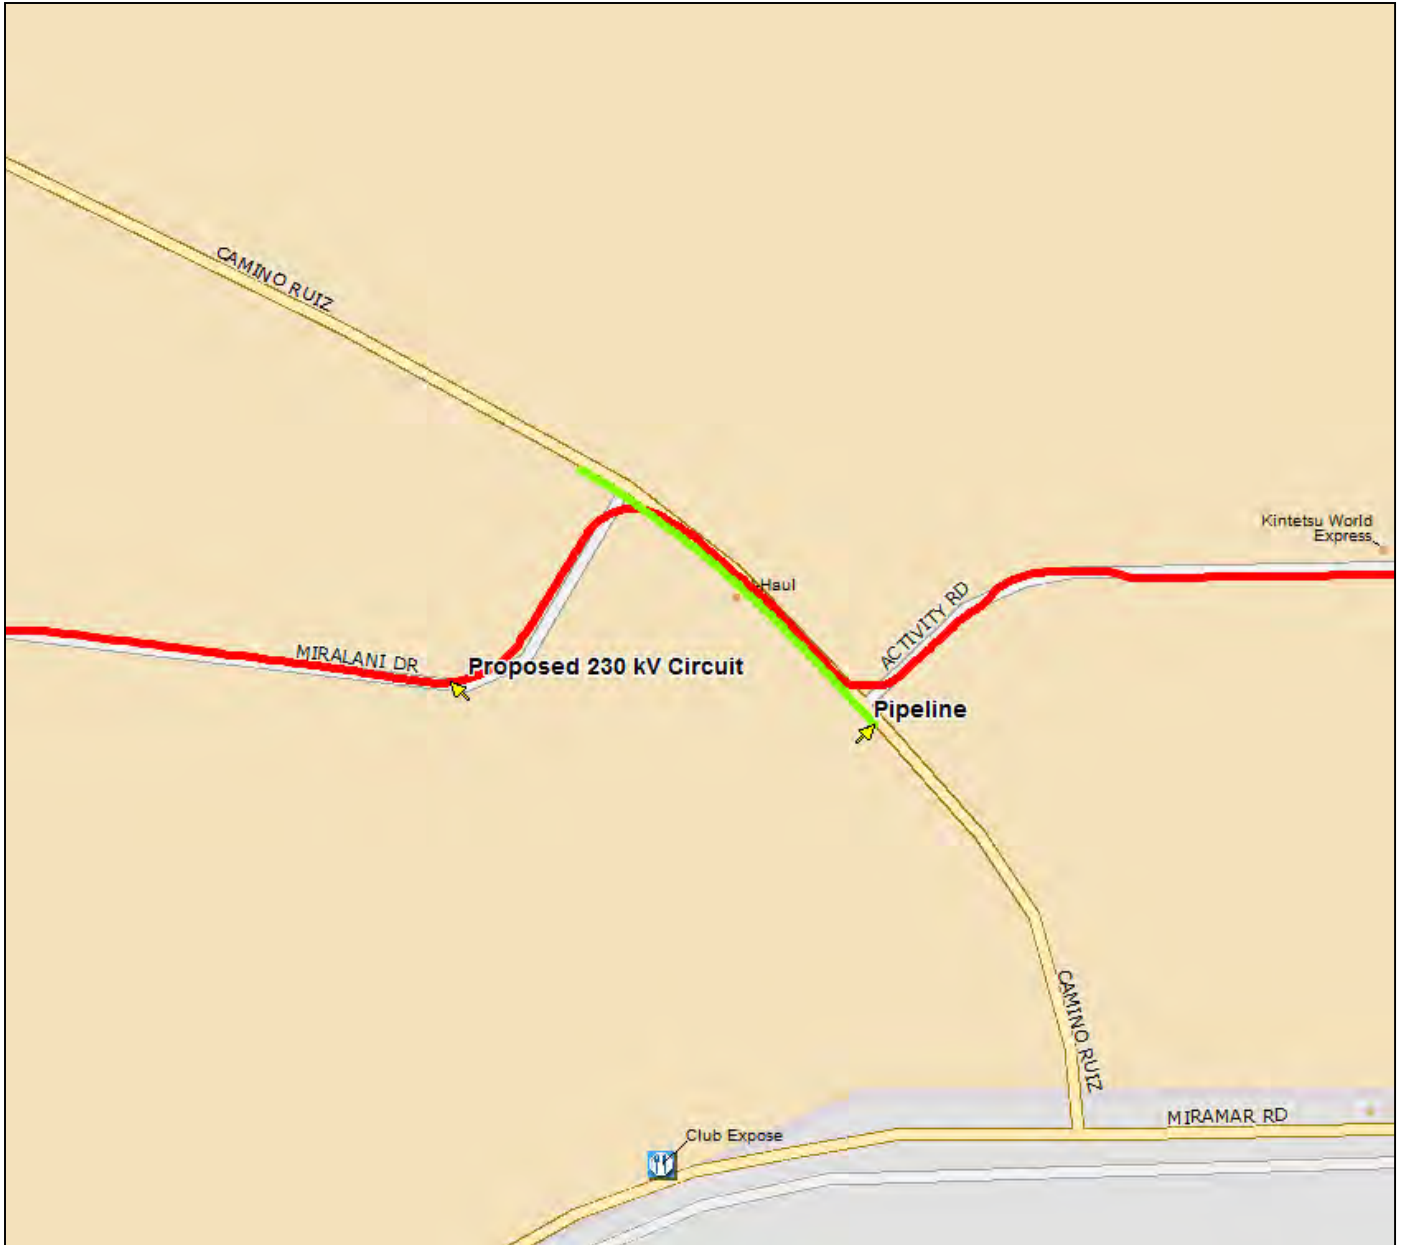 CAMINO RUIZ
Kintetsu World
Express
Haul
ACTIVITY RD
MIRALANI DR
Proposed 230 kV Circuit
Pipeline
CAMINO RUIZ
MIRAMAR RD
Club Expose